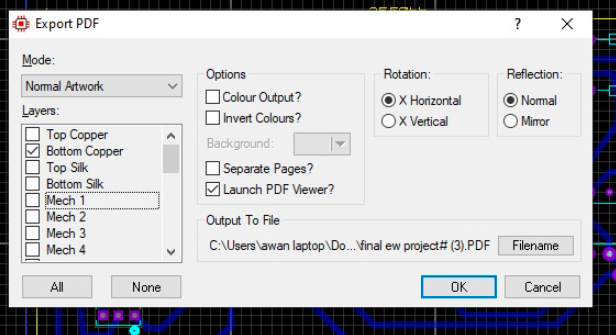 Export PDF
?
Mode:
Normal Artwork
Layers:
Top Copper
Bottom Copper
Top Silk
Bottom Silk
Mech 1
Mech 2
Mech 3
Mech 4
All
None
Options
Colour Output?
Invert Colours?
Background:
Separate Pages?
Launch PDF Viewer?
Rotation:
X Horizontal
X Vertical
Reflection:
Normal
Mirror
Output To File
C:\Users\awan laptop\Do...\final ew project# (3).PDF
Filename
OK
Cancel